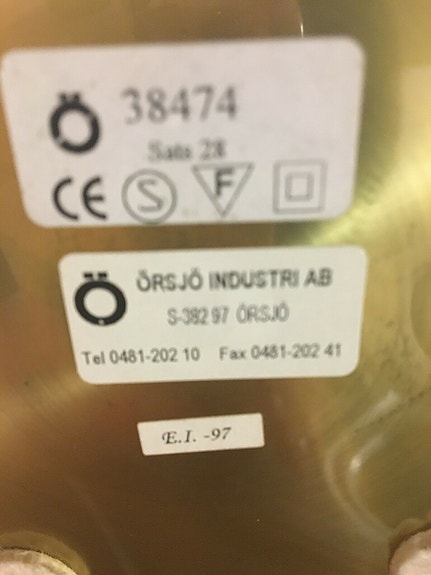 Ö 38474
Sats 28
CE S F
Ö ÖRSJÖ INDUSTRI AB
S-382 97 ÖRSJÖ
Tel 0481-202 10 Fax 0481-202 41
E.I. -97